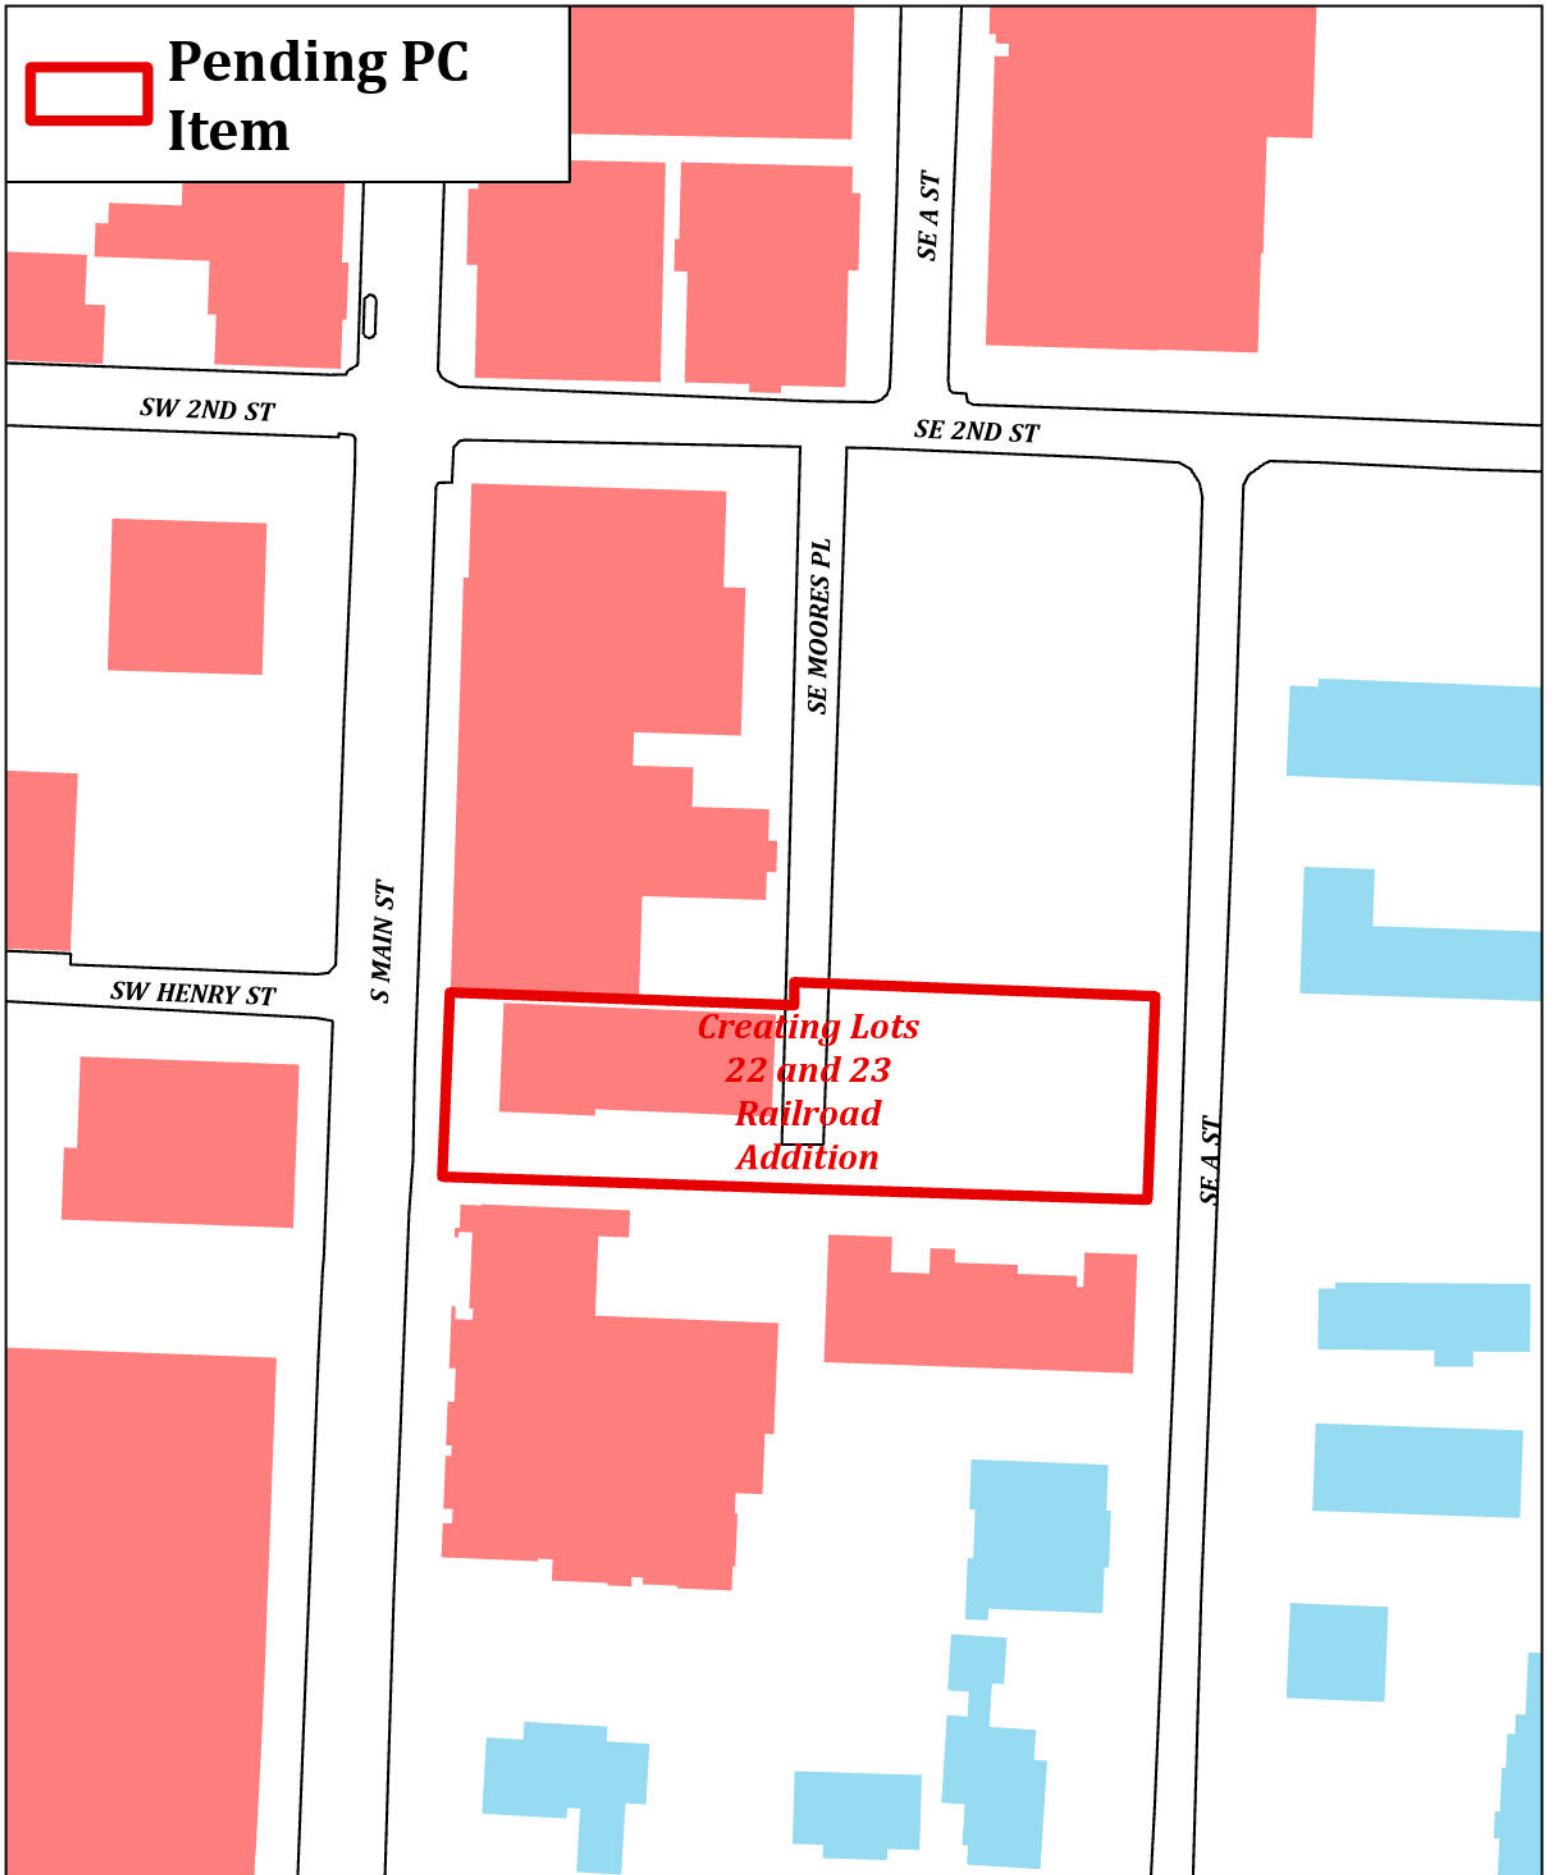 Pending PC
Item
SE A ST
SW 2ND ST
SE 2ND ST
SE MOORES PL
S MAIN ST
SW HENRY ST
Creating Lots
22 and 23
Railroad
Addition
SE A ST